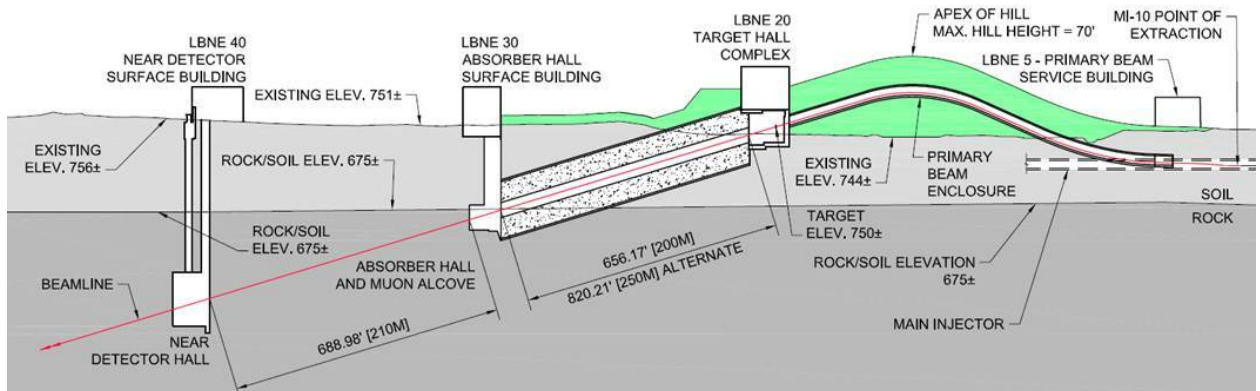 LBNE 40
NEAR DETECTOR
SURFACE BUILDING
LBNE 30
ABSORBER HALL
SURFACE BUILDING
LBNE 20
TARGET HALL
COMPLEX
APEX OF HILL
MAX. HILL HEIGHT = 70'
MI-10 POINT OF
EXTRACTION
LBNE 5 - PRIMARY BEAM
SERVICE BUILDING
EXISTING ELEV. 751±
EXISTING
ELEV. 756±
ROCK/SOIL ELEV. 675±
EXISTING
ELEV. 744±
PRIMARY
BEAM
ENCLOSURE
SOIL
ROCK
ROCK/SOIL
ELEV. 675±
TARGET
ELEV. 750±
656.17' [200M]
820.21' [250M] ALTERNATE
ROCK/SOIL ELEVATION
675±
BEAMLINE
ABSORBER HALL
AND MUON ALCOVE
688.98' [210M]
MAIN INJECTOR
NEAR
DETECTOR HALL